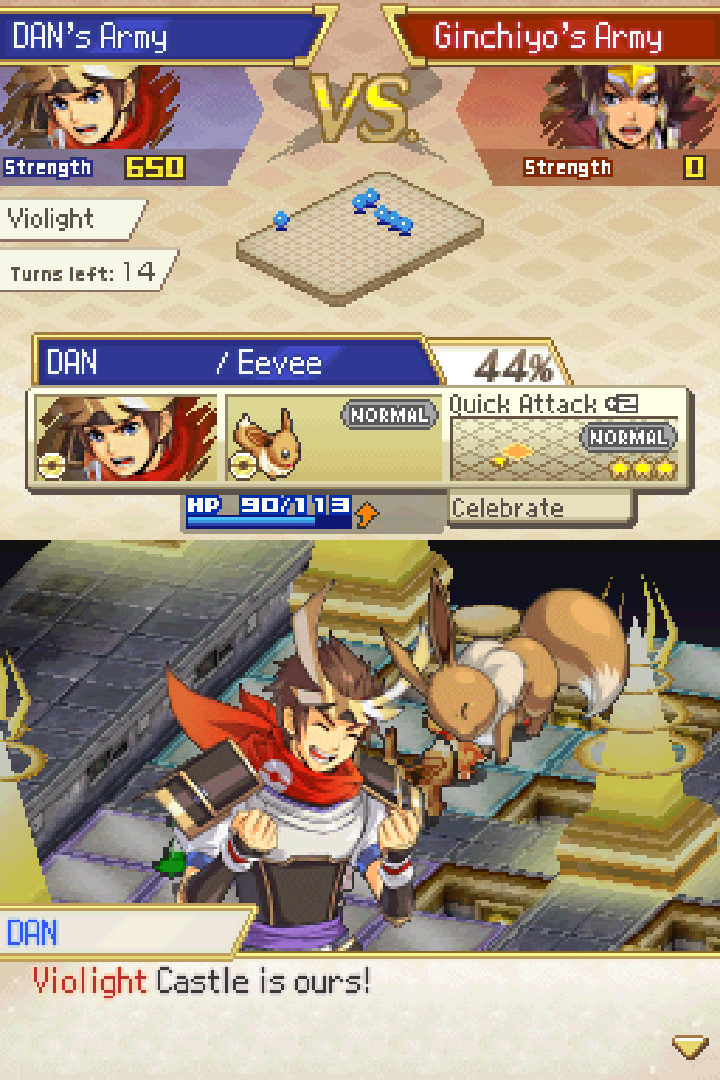 DAN's Army
Ginchiyo's Army
VS.
Strength 650
Strength 0
Violight
Turns left: 14
DAN / Eevee 44%
NORMAL
Quick Attack
NORMAL
HP 90/113
Celebrate
DAN
Violight Castle is ours!